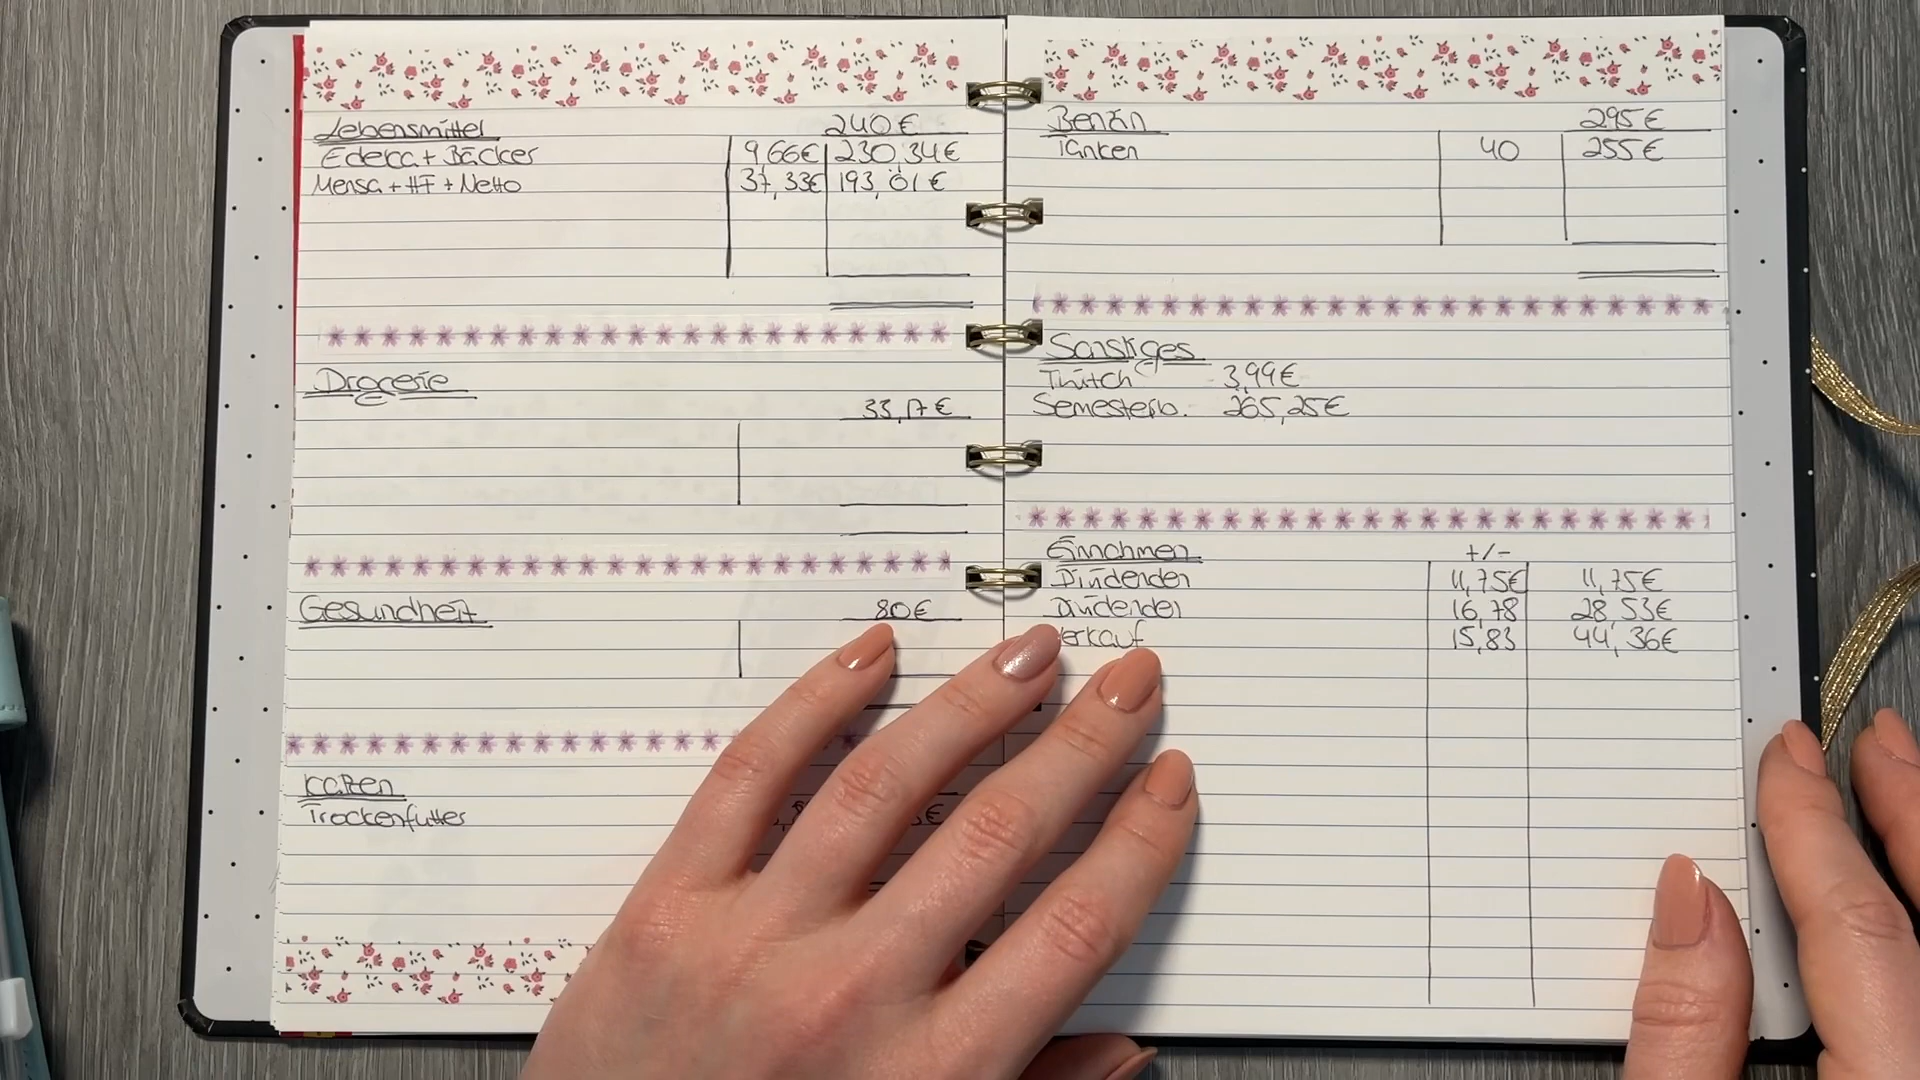 Lebensmittel 240€
Edeka + Bäcker 9,66€ 230,34€
Mensa + HF + Netto 37,33€ 193,01€
Drogerie
33,17€
Gesundheit 80€
Katzen
Trockenfutter
Benzin 295€
Tanken 40 255€
Sonstiges
Twitch 3,99€
Semesterb. 265,25€
Einnahmen +/-
Dividenden 11,75€ 11,75€
Dividenden 16,78 28,53€
Verkauf 15,83 44,36€